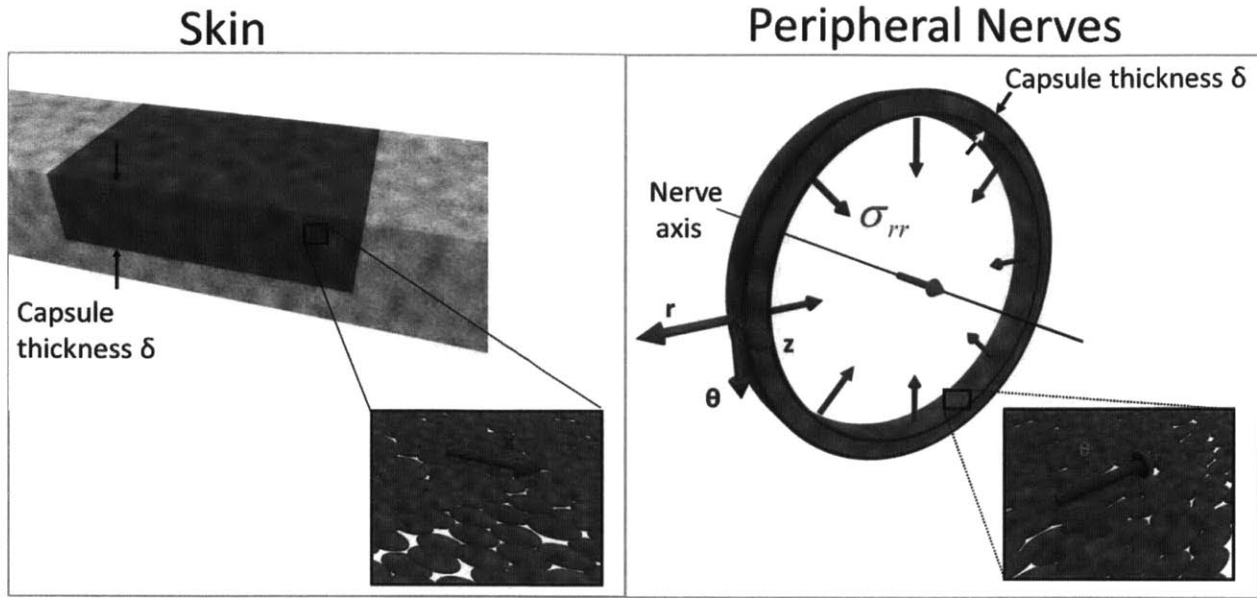 Skin
Peripheral Nerves
Capsule
thickness δ
Capsule thickness δ
Nerve
axis
σrr
r
z
θ
θ